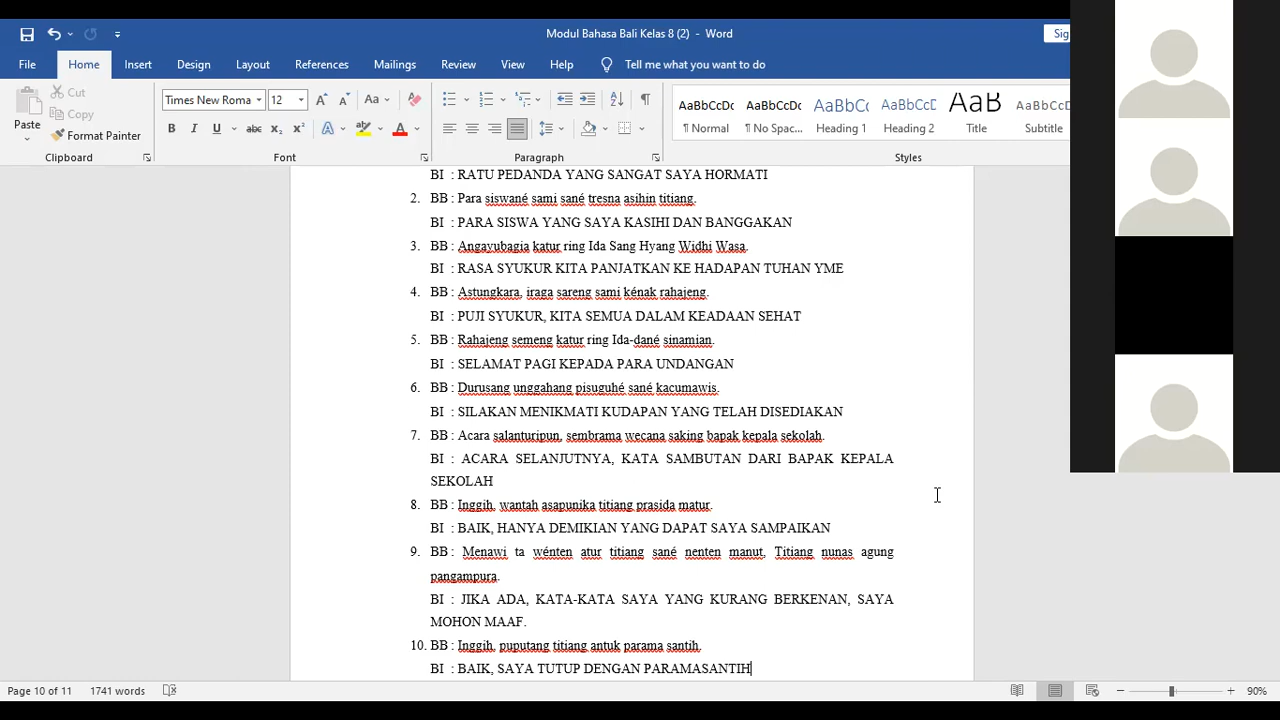 Modul Bahasa Bali Kelas 8 (2) - Word
Sig
File Home Insert Design Layout References Mailings Review View Help Tell me what you want to do
Paste
Cut
Copy
Format Painter
Times New Roma 12
Aa
B I U abc x₂ x² A ab A
AaBbCcDc AaBbCcDc AaBbCcD AaBbCcD AaB AaBbCcD
¶ Normal ¶ No Spac... Heading 1 Heading 2 Title Subtitle
Clipboard Font Paragraph Styles
BI : RATU PEDANDA YANG SANGAT SAYA HORMATI
2. BB : Para siswané sami sané tresna asihin titiang.
BI : PARA SISWA YANG SAYA KASIHI DAN BANGGAKAN
3. BB : Angayubagia katur ring Ida Sang Hyang Widhi Wasa.
BI : RASA SYUKUR KITA PANJATKAN KE HADAPAN TUHAN YME
4. BB : Astungkara, iraga sareng sami kénak rahajeng.
BI : PUJI SYUKUR, KITA SEMUA DALAM KEADAAN SEHAT
5. BB : Rahajeng semeng katur ring Ida-dané sinamian.
BI : SELAMAT PAGI KEPADA PARA UNDANGAN
6. BB : Durusang unggahang pisuguhé sané kacumawis.
BI : SILAKAN MENIKMATI KUDAPAN YANG TELAH DISEDIAKAN
7. BB : Acara salanturipun, sembrama wecana saking bapak kepala sekolah.
BI : ACARA SELANJUTNYA, KATA SAMBUTAN DARI BAPAK KEPALA
SEKOLAH
8. BB : Inggih, wantah asapunika titiang prasida matur.
BI : BAIK, HANYA DEMIKIAN YANG DAPAT SAYA SAMPAIKAN
9. BB : Menawi ta wénten atur titiang sané nenten manut, Titiang nunas agung
pangampura.
BI : JIKA ADA, KATA-KATA SAYA YANG KURANG BERKENAN, SAYA
MOHON MAAF.
10. BB : Inggih, puputang titiang antuk parama santih.
BI : BAIK, SAYA TUTUP DENGAN PARAMASANTIH
Page 10 of 11 1741 words 90%